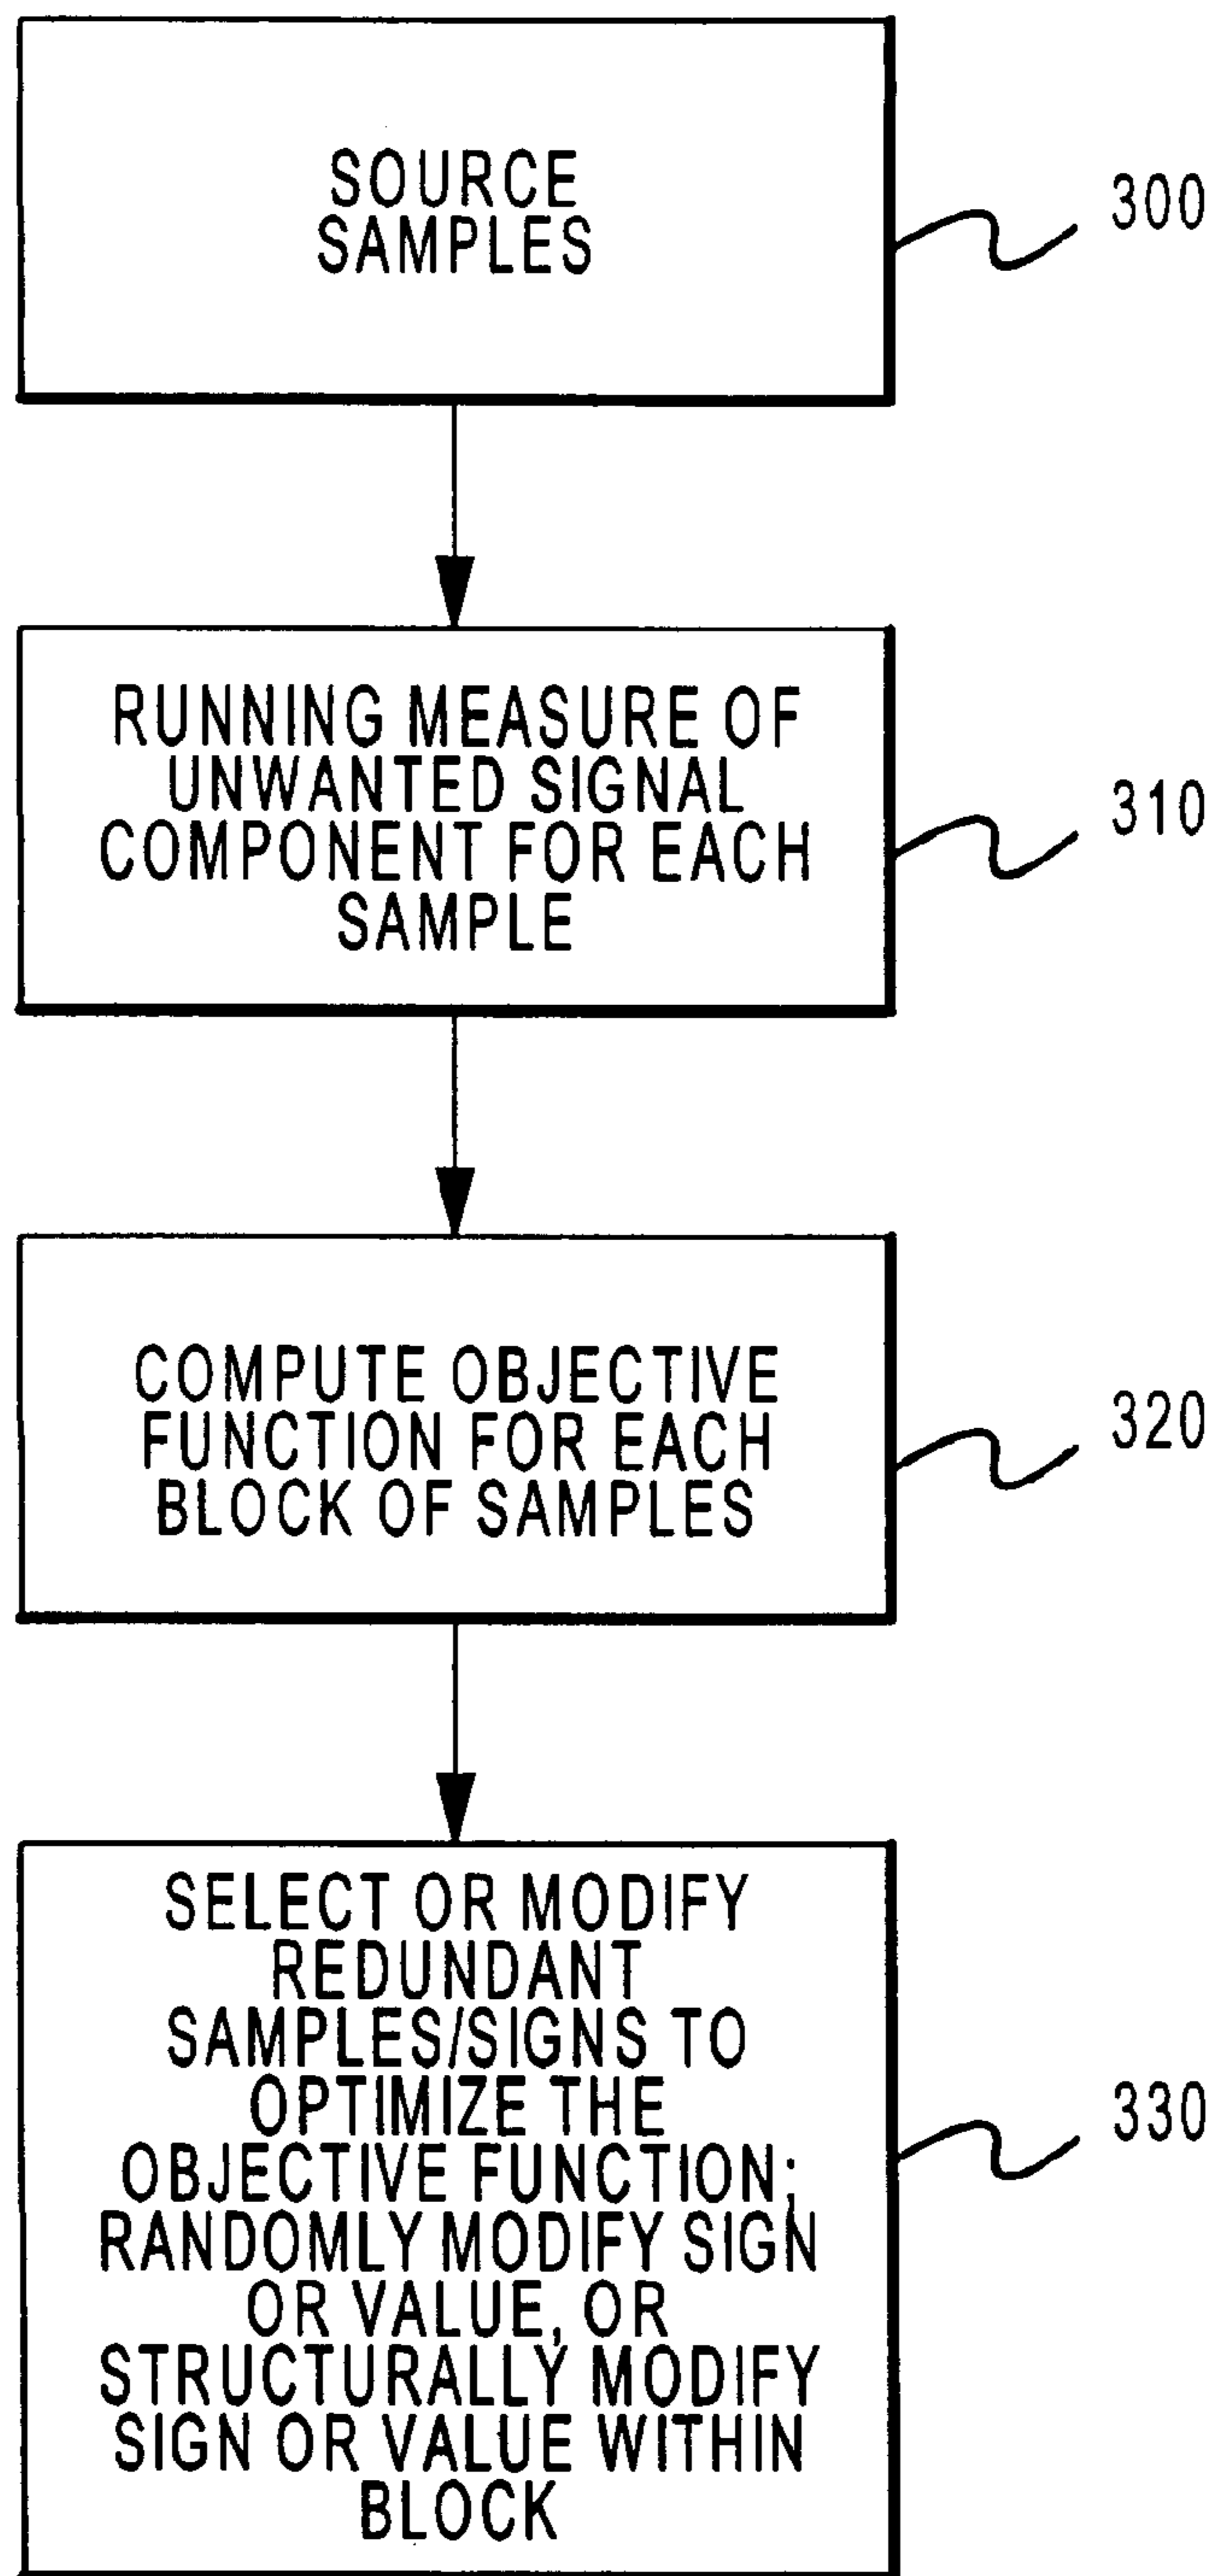 SOURCE
SAMPLES
300
RUNNING MEASURE OF
UNWANTED SIGNAL
COMPONENT FOR EACH
SAMPLE
310
COMPUTE OBJECTIVE
FUNCTION FOR EACH
BLOCK OF SAMPLES
320
SELECT OR MODIFY
REDUNDANT
SAMPLES/SIGNS TO
OPTIMIZE THE
OBJECTIVE FUNCTION;
RANDOMLY MODIFY SIGN
OR VALUE, OR
STRUCTURALLY MODIFY
SIGN OR VALUE WITHIN
BLOCK
330